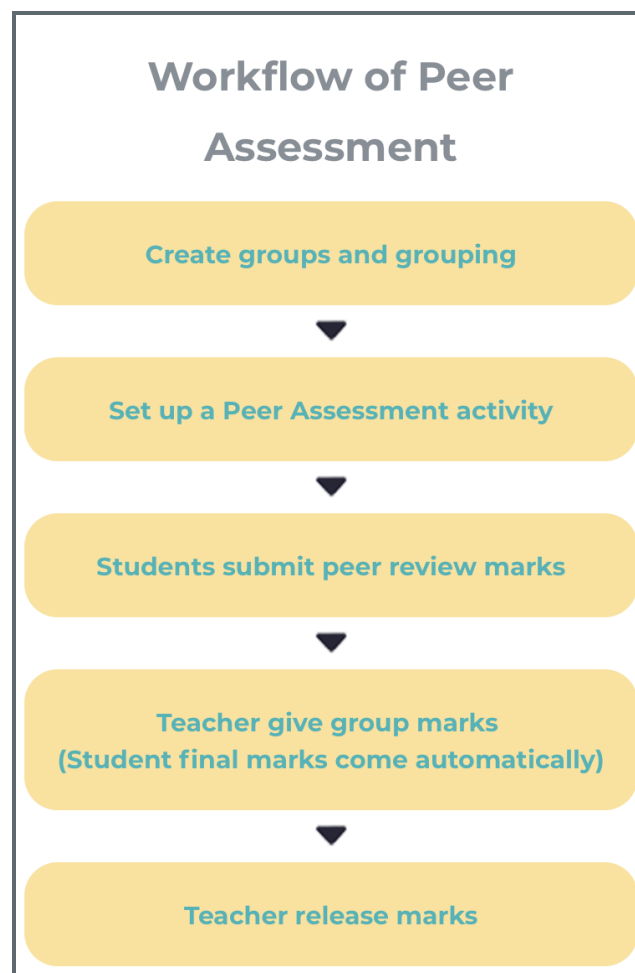 Workflow of Peer
Assessment
Create groups and grouping
Set up a Peer Assessment activity
Students submit peer review marks
Teacher give group marks
(Student final marks come automatically)
Teacher release marks